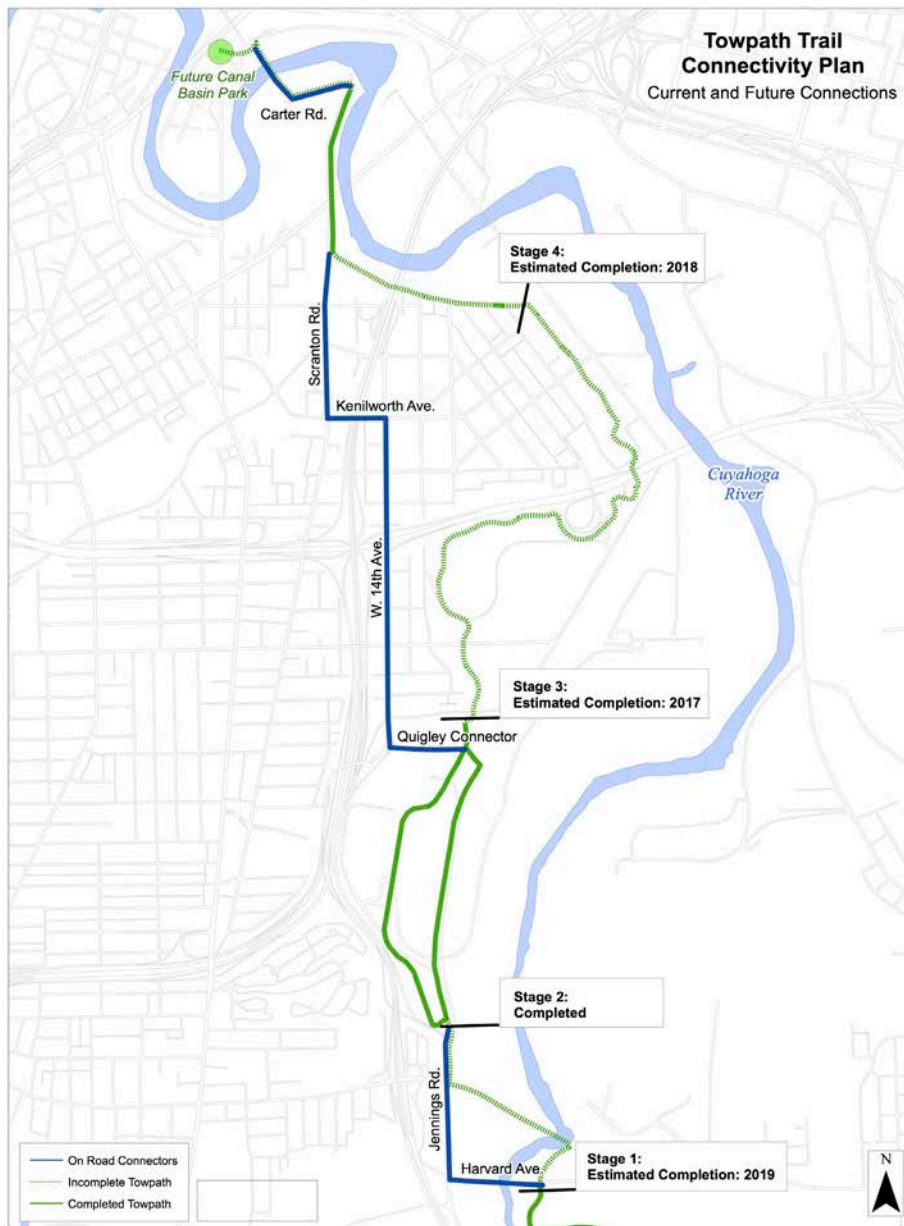 Towpath Trail
Connectivity Plan
Current and Future Connections
Future Canal
Basin Park
Carter Rd.
Stage 4:
Estimated Completion: 2018
Scranton Rd.
Kenilworth Ave.
Cuyahoga
River
W. 14th Ave.
Stage 3:
Estimated Completion: 2017
Quigley Connector
Stage 2:
Completed
Jennings Rd.
Harvard Ave.
Stage 1:
Estimated Completion: 2019
On Road Connectors
Incomplete Towpath
Completed Towpath
N